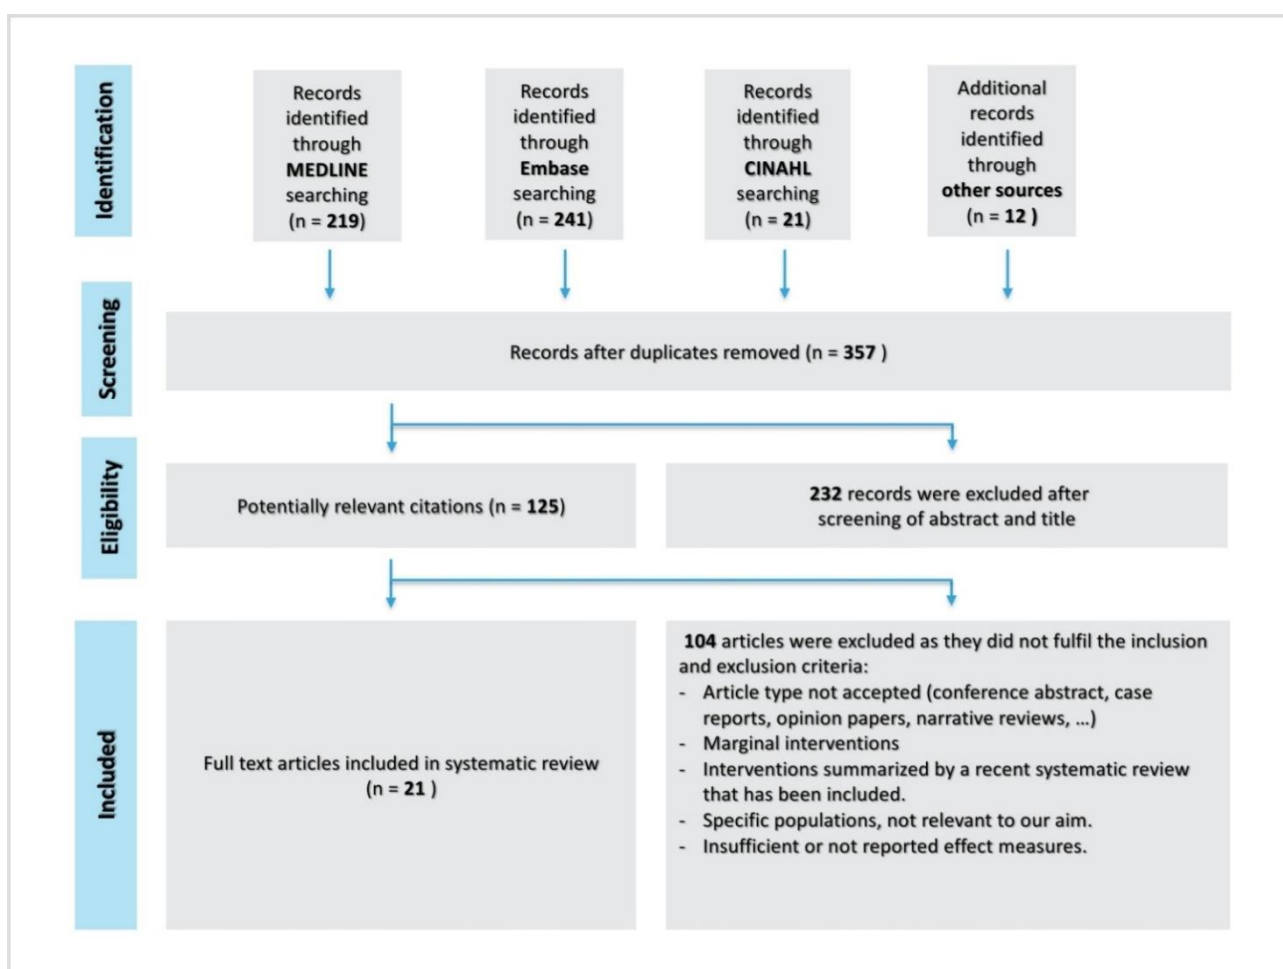 Identification
Records
identified
through
MEDLINE
searching
(n = 219)
Records
identified
through
Embase
searching
(n = 241)
Records
identified
through
CINAHL
searching
(n = 21)
Additional
records
identified
through
other sources
(n = 12 )
Screening
Records after duplicates removed (n = 357 )
Eligibility
Potentially relevant citations (n = 125)
232 records were excluded after
screening of abstract and title
Included
Full text articles included in systematic review
(n = 21 )
104 articles were excluded as they did not fulfil the inclusion
and exclusion criteria:
- Article type not accepted (conference abstract, case
reports, opinion papers, narrative reviews, ...)
- Marginal interventions
- Interventions summarized by a recent systematic review
that has been included.
- Specific populations, not relevant to our aim.
- Insufficient or not reported effect measures.